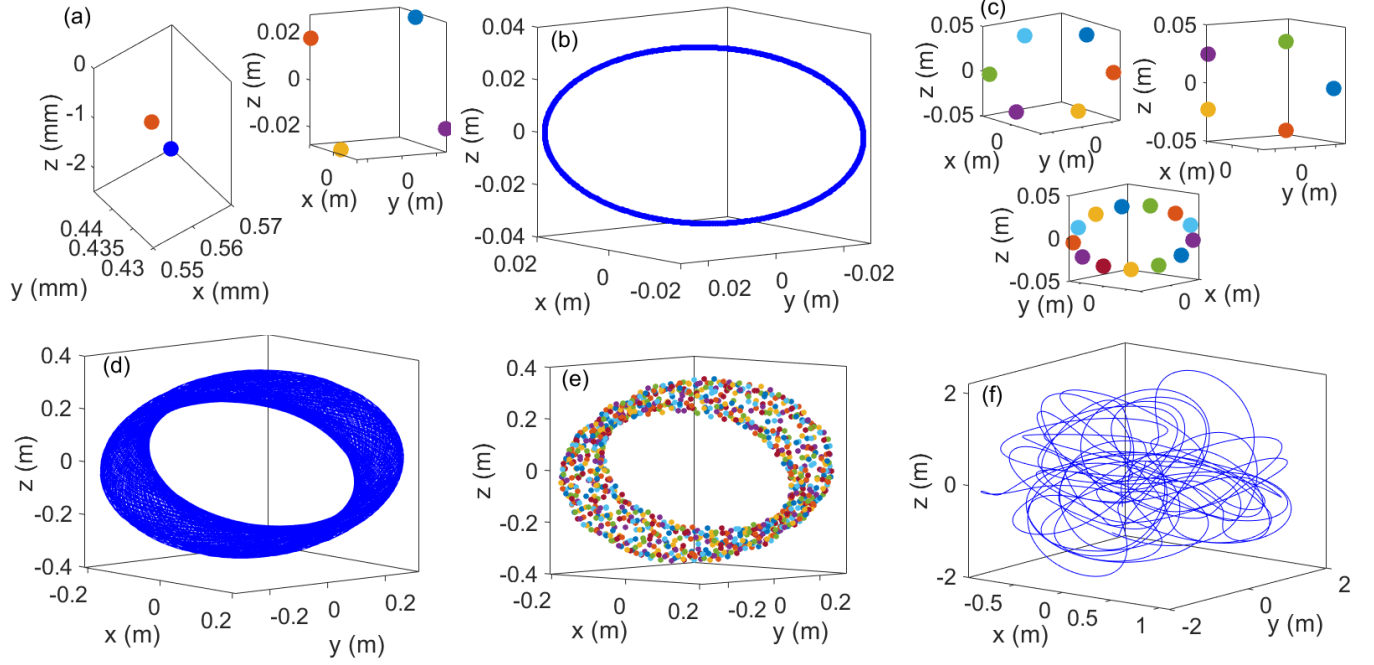 (a)
0
-1
-2
z (mm)
0.44
0.435
0.43
y (mm)
0.57
0.56
0.55
x (mm)
0.02
0
-0.02
z (m)
0
x (m)
0
y (m)
(b)
0.04
0.02
0
-0.02
-0.04
z (m)
0.02
0
-0.02
x (m)
0.02
0
-0.02
y (m)
(c)
0.05
0
-0.05
z (m)
0
x (m)
0
y (m)
0.05
0
-0.05
z (m)
0
x (m)
0
y (m)
0.05
0
-0.05
z (m)
0
y (m)
0
x (m)
(d)
0.4
0.2
0
-0.2
-0.4
z (m)
-0.2
0
0.2
x (m)
-0.2
0
0.2
y (m)
(e)
0.4
0.2
0
-0.2
-0.4
z (m)
-0.2
0
0.2
x (m)
-0.2
0
0.2
y (m)
(f)
2
0
-2
z (m)
-0.5
0
0.5
1
x (m)
-2
0
2
y (m)